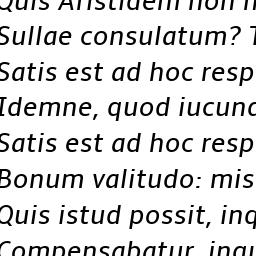 Quis Aristidem non
Sullae consulatum?
Satis est ad hoc resp
Idemne, quod iucund
Satis est ad hoc resp
Bonum valitudo: mis
Quis istud possit, inq
Compensabatur, inqu